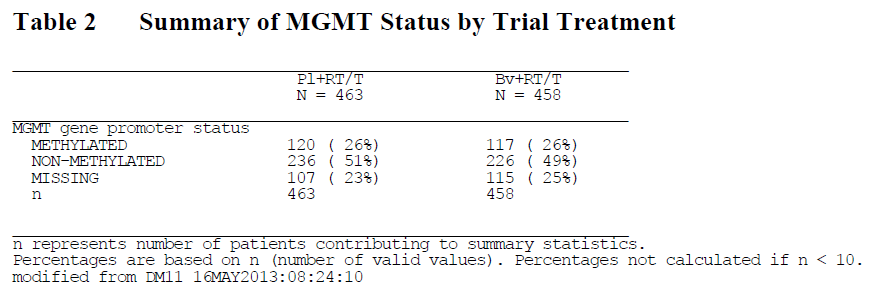 Table 2 Summary of MGMT Status by Trial Treatment
Pl+RT/T Bv+RT/T
N = 463 N = 458
MGMT gene promoter status
METHYLATED 120 ( 26%) 117 ( 26%)
NON-METHYLATED 236 ( 51%) 226 ( 49%)
MISSING 107 ( 23%) 115 ( 25%)
n 463 458
n represents number of patients contributing to summary statistics.
Percentages are based on n (number of valid values). Percentages not calculated if n < 10.
modified from DM11 16MAY2013:08:24:10